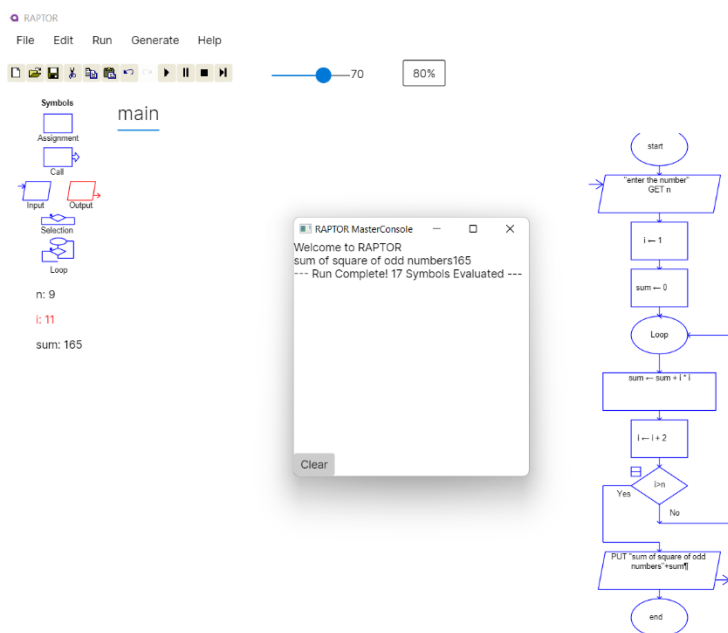 RAPTOR
File Edit Run Generate Help
70
80%
Symbols
main
Assignment
Call
Input Output
Selection
Loop
n: 9
i: 11
sum: 165
RAPTOR MasterConsole
Welcome to RAPTOR
sum of square of odd numbers165
--- Run Complete! 17 Symbols Evaluated ---
Clear
start
"enter the number"
GET n
i ← 1
sum ← 0
Loop
sum ← sum + i * i
i ← i + 2
i>n
Yes
No
PUT "sum of square of odd
numbers"+sum¶
end